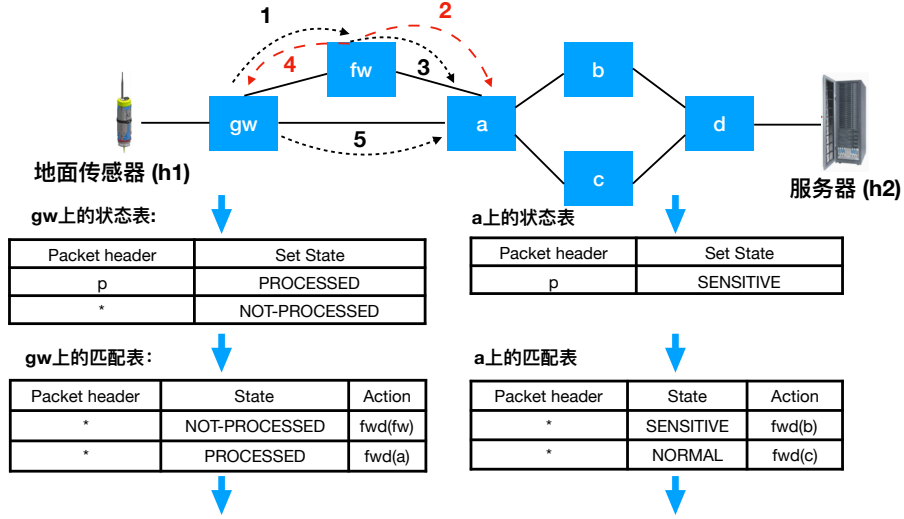 1
2
4
3
fw
b
gw
a
d
5
c
地面传感器 (h1)
服务器 (h2)
gw上的状态表:
Packet header Set State
p PROCESSED
* NOT-PROCESSED
a上的状态表
Packet header Set State
p SENSITIVE
gw上的匹配表:
Packet header State Action
* NOT-PROCESSED fwd(fw)
* PROCESSED fwd(a)
a上的匹配表:
Packet header State Action
* SENSITIVE fwd(b)
* NORMAL fwd(c)